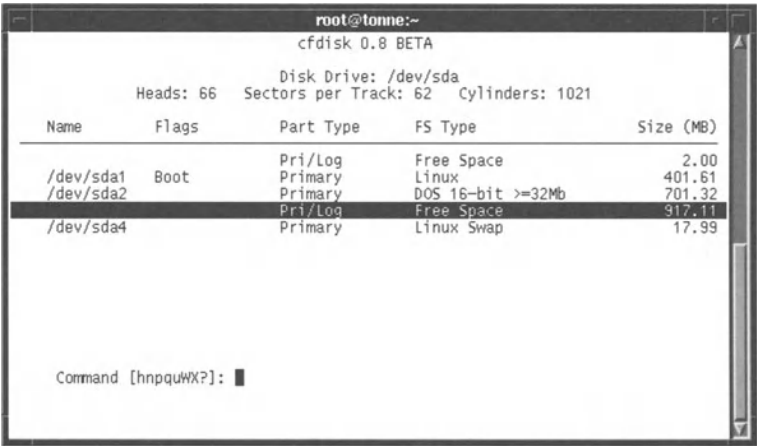 root@tonne:~
cfdisk 0.8 BETA
Disk Drive: /dev/sda
Heads: 66 Sectors per Track: 62 Cylinders: 1021
Name Flags Part Type FS Type Size (MB)
Pri/Log Free Space 2.00
/dev/sda1 Boot Primary Linux 401.61
/dev/sda2 Primary DOS 16-bit >=32Mb 701.32
Pri/Log Free Space 917.11
/dev/sda4 Primary Linux Swap 17.99
Command [hnpquWX?]: